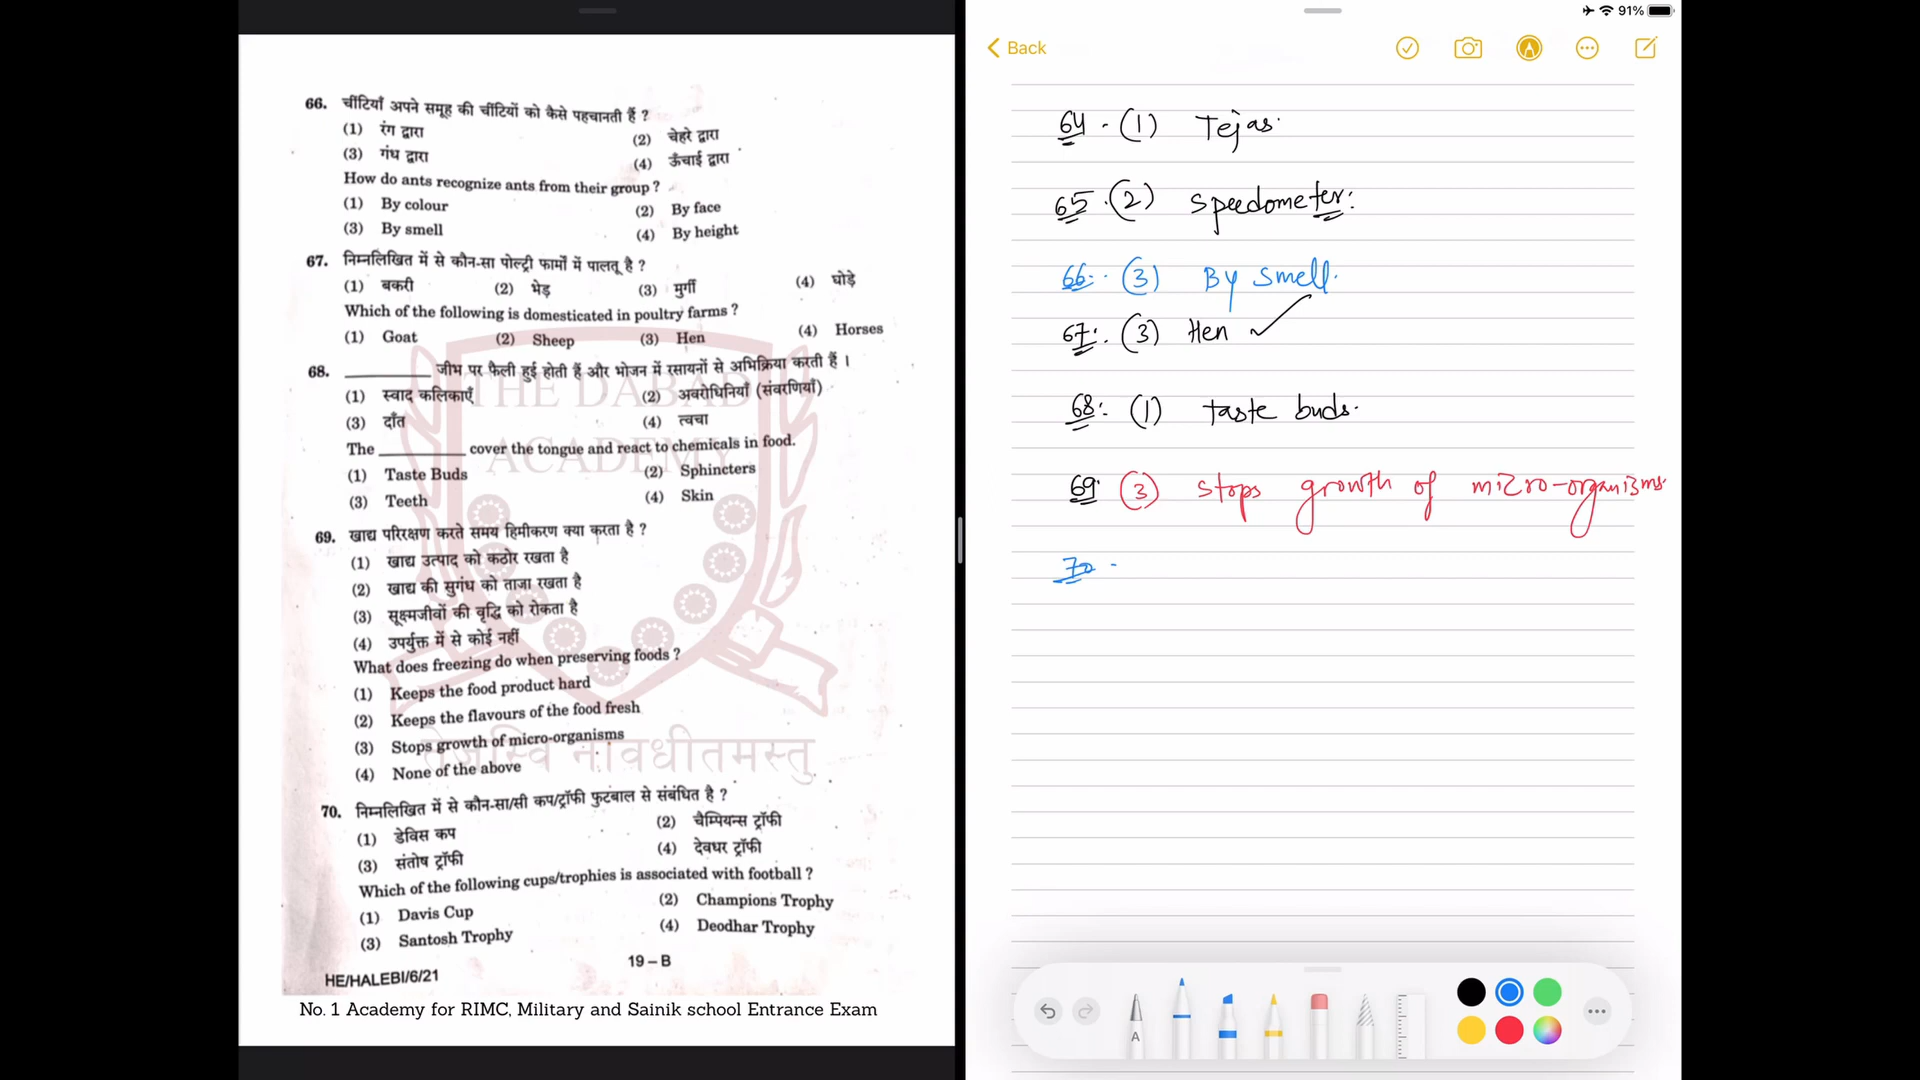 66. चींटियाँ अपने समूह की चींटियों को कैसे पहचानती हैं ?
(1) रंग द्वारा (2) चेहरे द्वारा
(3) गंध द्वारा (4) ऊँचाई द्वारा
How do ants recognize ants from their group ?
(1) By colour (2) By face
(3) By smell (4) By height
67. निम्नलिखित में से कौन-सा पोल्ट्री फार्मों में पालतू है ?
(1) बकरी (2) भेड़ (3) मुर्गी (4) घोड़े
Which of the following is domesticated in poultry farms ?
(1) Goat (2) Sheep (3) Hen (4) Horses
68. __________ जीभ पर फैली हुई होती हैं और भोजन में रसायनों से अभिक्रिया करती हैं ।
(1) स्वाद कलिकाएँ (2) अवरोधिनियाँ (संवरणियाँ)
(3) दाँत (4) त्वचा
The __________ cover the tongue and react to chemicals in food.
(1) Taste Buds (2) Sphincters
(3) Teeth (4) Skin
69. खाद्य परिरक्षण करते समय हिमीकरण क्या करता है ?
(1) खाद्य उत्पाद को कठोर रखता है
(2) खाद्य की सुगंध को ताजा रखता है
(3) सूक्ष्मजीवों की वृद्धि को रोकता है
(4) उपर्युक्त में से कोई नहीं
What does freezing do when preserving foods ?
(1) Keeps the food product hard
(2) Keeps the flavours of the food fresh
(3) Stops growth of micro-organisms
(4) None of the above
70. निम्नलिखित में से कौन-सा/सी कप/ट्रॉफी फुटबाल से संबंधित है ?
(1) डेविस कप (2) चैम्पियन्स ट्रॉफी
(3) संतोष ट्रॉफी (4) देवधर ट्रॉफी
Which of the following cups/trophies is associated with football ?
(1) Davis Cup (2) Champions Trophy
(3) Santosh Trophy (4) Deodhar Trophy
HE/HALEBI/6/21 19 – B
THE DABAD
ACADEMY
तेजस्वि नावधीतमस्तु
No. 1 Academy for RIMC, Military and Sainik school Entrance Exam
91%
Back
64 - (1) Tejas.
65 . (2) Speedometer:
66: . (3) By Smell.
67: . (3) Hen
68: (1) Taste buds.
69. (3) Stops growth of micro-organisms.
70 .
A